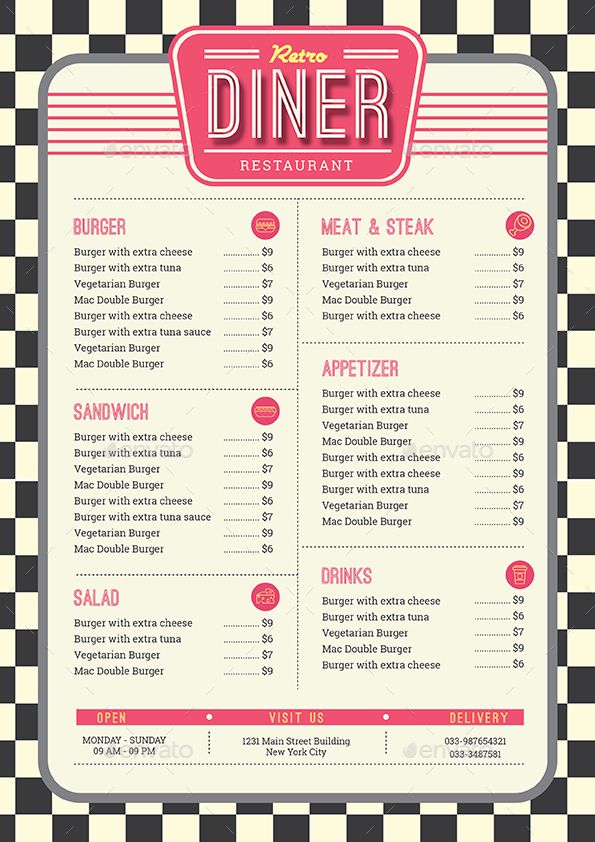 Retro
DINER
RESTAURANT
BURGER
Burger with extra cheese ............. $9
Burger with extra tuna ............. $6
Vegetarian Burger ............. $7
Mac Double Burger ............. $9
Burger with extra cheese ............. $6
Burger with extra tuna sauce ............. $7
Vegetarian Burger ............. $9
Mac Double Burger ............. $6
SANDWICH
Burger with extra cheese ............. $9
Burger with extra tuna ............. $6
Vegetarian Burger ............. $7
Mac Double Burger ............. $9
Burger with extra cheese ............. $6
Burger with extra tuna sauce ............. $7
Vegetarian Burger ............. $9
Mac Double Burger ............. $6
SALAD
Burger with extra cheese ............. $9
Burger with extra tuna ............. $6
Vegetarian Burger ............. $7
Mac Double Burger ............. $9
MEAT & STEAK
Burger with extra cheese ............. $9
Burger with extra tuna ............. $6
Vegetarian Burger ............. $7
Mac Double Burger ............. $9
Burger with extra cheese ............. $6
APPETIZER
Burger with extra cheese ............. $9
Burger with extra tuna ............. $6
Vegetarian Burger ............. $7
Mac Double Burger ............. $9
Burger with extra cheese ............. $6
Burger with extra cheese ............. $9
Burger with extra tuna ............. $6
Vegetarian Burger ............. $7
Mac Double Burger ............. $9
DRINKS
Burger with extra cheese ............. $9
Burger with extra tuna ............. $6
Vegetarian Burger ............. $7
Mac Double Burger ............. $9
Burger with extra cheese ............. $6
OPEN VISIT US DELIVERY
MONDAY - SUNDAY 1231 Main Street Building 033-987654321
09 AM - 09 PM New York City 033-3487581
envato
envato
envato
envato
envato
envato